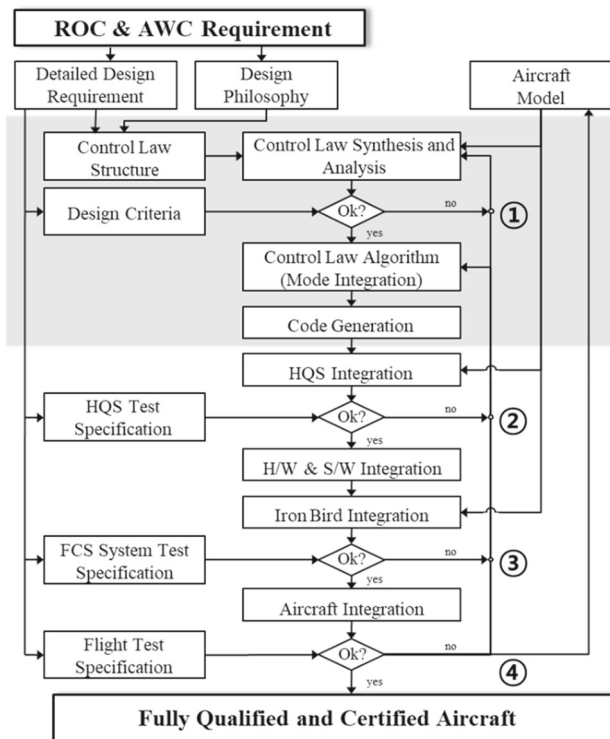 ROC & AWC Requirement
Detailed Design
Requirement
Design
Philosophy
Aircraft
Model
Control Law
Structure
Control Law Synthesis and
Analysis
Design Criteria
Ok?
no
①
yes
Control Law Algorithm
(Mode Integration)
Code Generation
HQS Integration
HQS Test
Specification
Ok?
no
②
yes
H/W & S/W Integration
Iron Bird Integration
FCS System Test
Specification
Ok?
no
③
yes
Aircraft Integration
Flight Test
Specification
Ok?
no
④
yes
Fully Qualified and Certified Aircraft